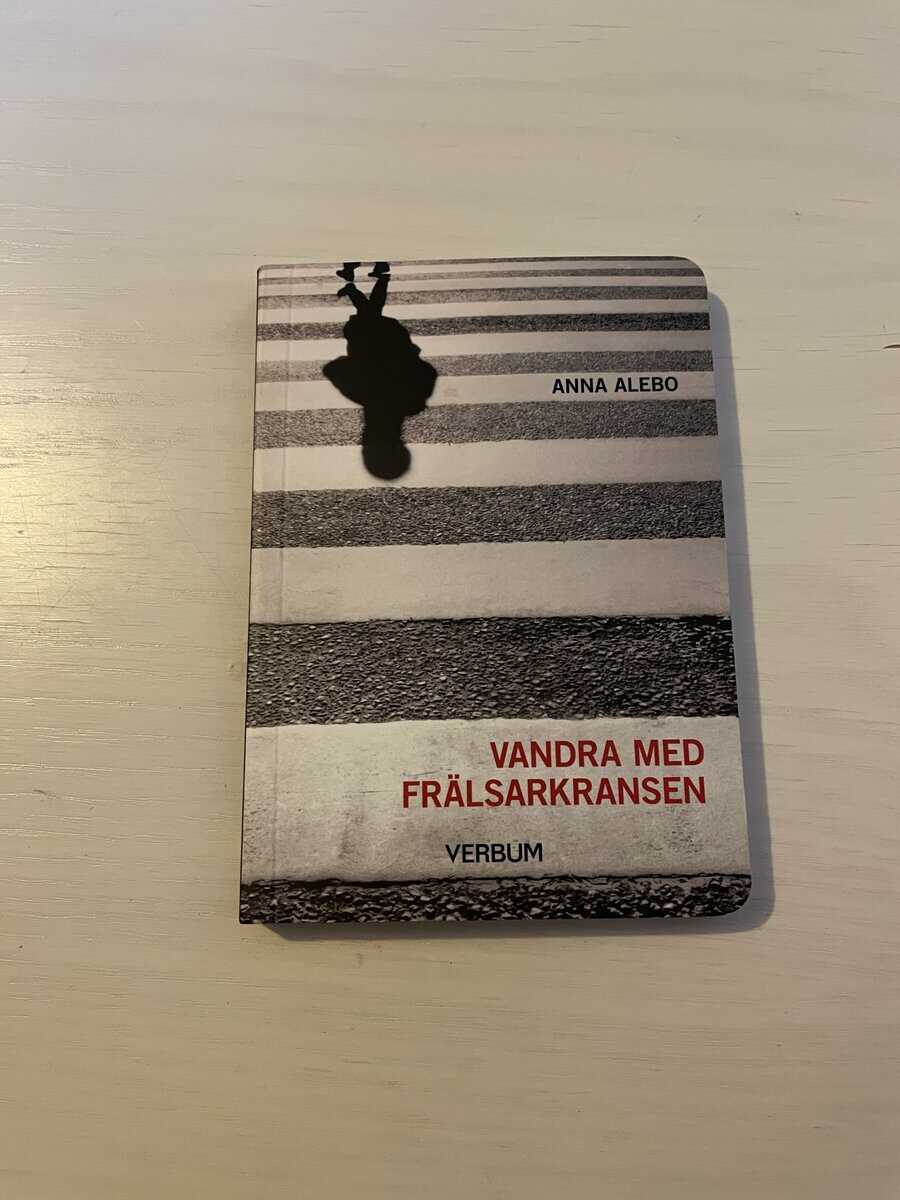 ANNA ALEBO
VANDRA MED
FRÄLSARKRANSEN
VERBUM